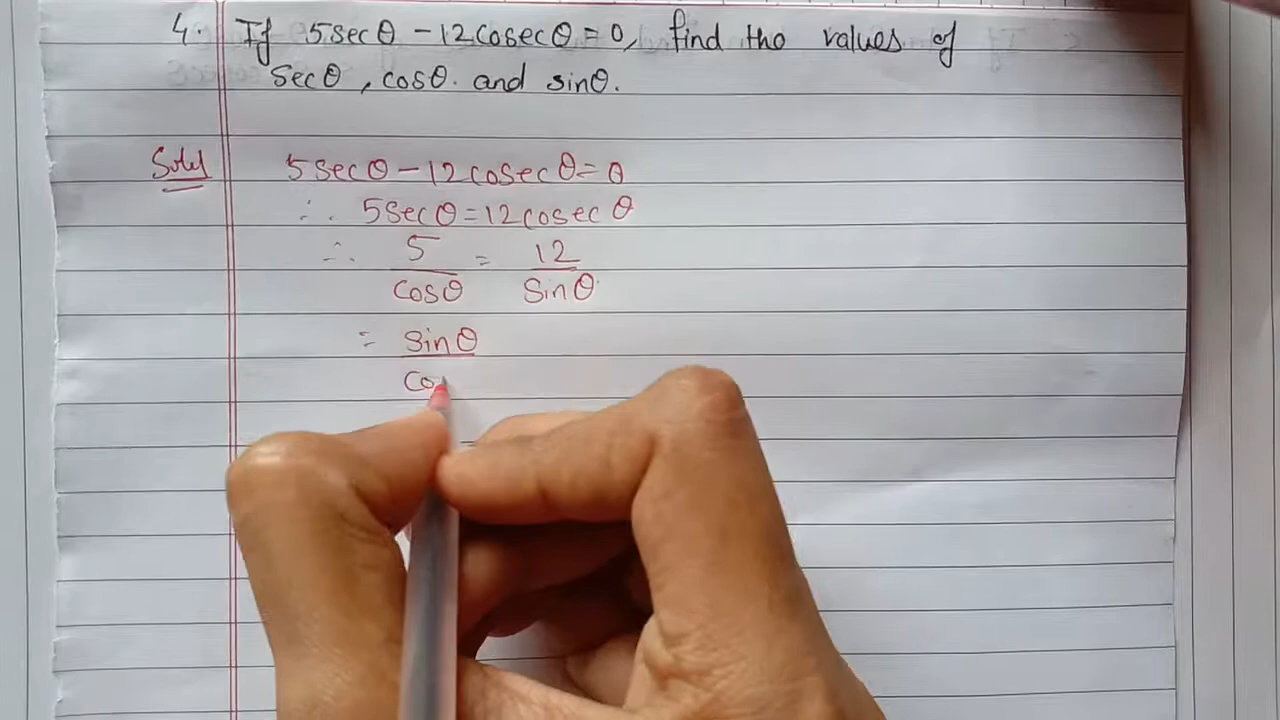 4. If 5secθ - 12cosecθ = 0, find the values of
secθ, cosθ. and sinθ.
Solⁿ 5secθ - 12cosecθ = 0
∴ 5secθ = 12cosecθ
∴ 5/cosθ = 12/sinθ
= sinθ
co